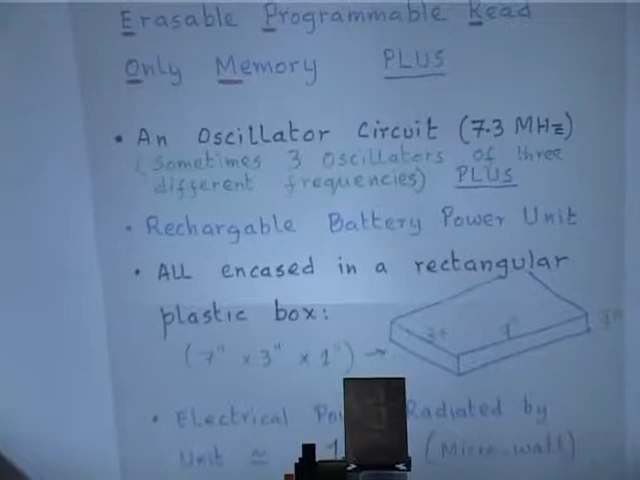 Erasable Programmable Read
Only Memory PLUS
• An Oscillator Circuit (7.3 MHz)
(Sometimes 3 Oscillators of three
different frequencies) PLUS
• Rechargable Battery Power Unit
• ALL encased in a rectangular
plastic box:
(7" x 3" x 1") →
• Electrical Radiated by
Unit ≃ 1 (Micro-wall)